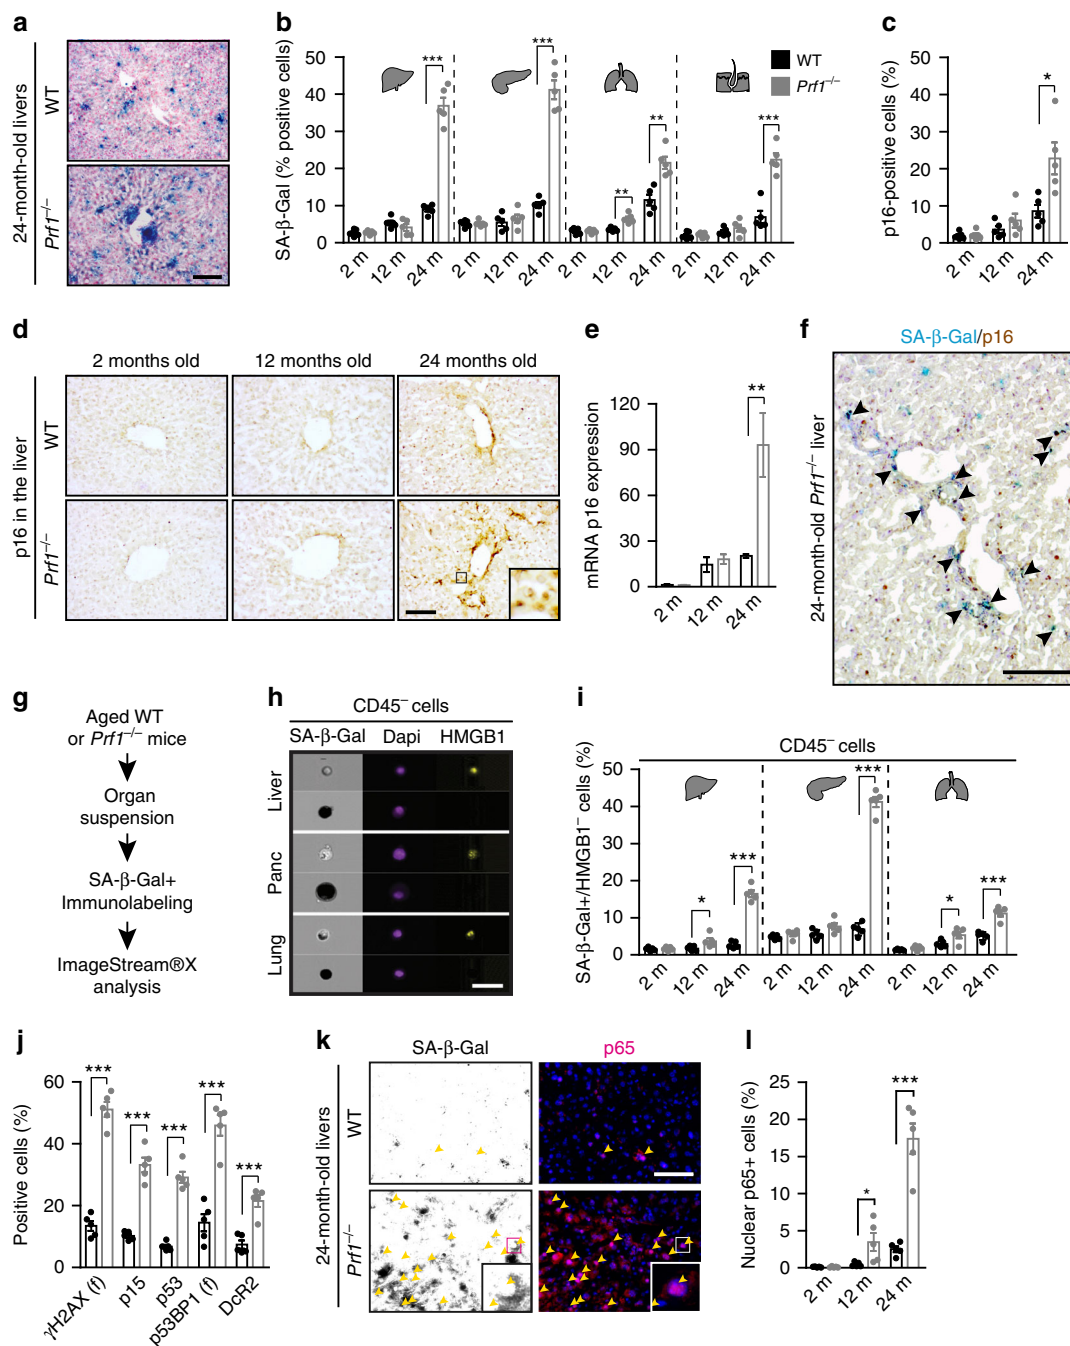 a
24-month-old livers
WT
Prf1–/–
b
SA-β-Gal (% positive cells)
50
40
30
20
10
0
*** *** ** ** ***
WT
Prf1–/–
2 m 12 m 24 m 2 m 12 m 24 m 2 m 12 m 24 m 2 m 12 m 24 m
c
p16-positive cells (%)
50
40
30
20
10
0
*
2 m 12 m 24 m
d
2 months old 12 months old 24 months old
p16 in the liver
WT
Prf1–/–
e
mRNA p16 expression
120
90
60
30
0
**
2 m 12 m 24 m
f
SA-β-Gal/p16
24-month-old Prf1–/– liver
g
Aged WT
or Prf1–/– mice
Organ
suspension
SA-β-Gal+
Immunolabeling
ImageStream®X
analysis
h
CD45– cells
SA-β-Gal Dapi HMGB1
Liver
Panc
Lung
i
CD45– cells
SA-β-Gal+/HMGB1– cells (%)
50
40
30
20
10
0
* *** *** * ***
2 m 12 m 24 m 2 m 12 m 24 m 2 m 12 m 24 m
j
Positive cells (%)
60
40
20
0
*** *** *** *** ***
γH2AX (f) p15 p53 p53BP1 (f) DcR2
k
SA-β-Gal p65
24-month-old livers
WT
Prf1–/–
l
Nuclear p65+ cells (%)
25
20
15
10
5
0
* ***
2 m 12 m 24 m